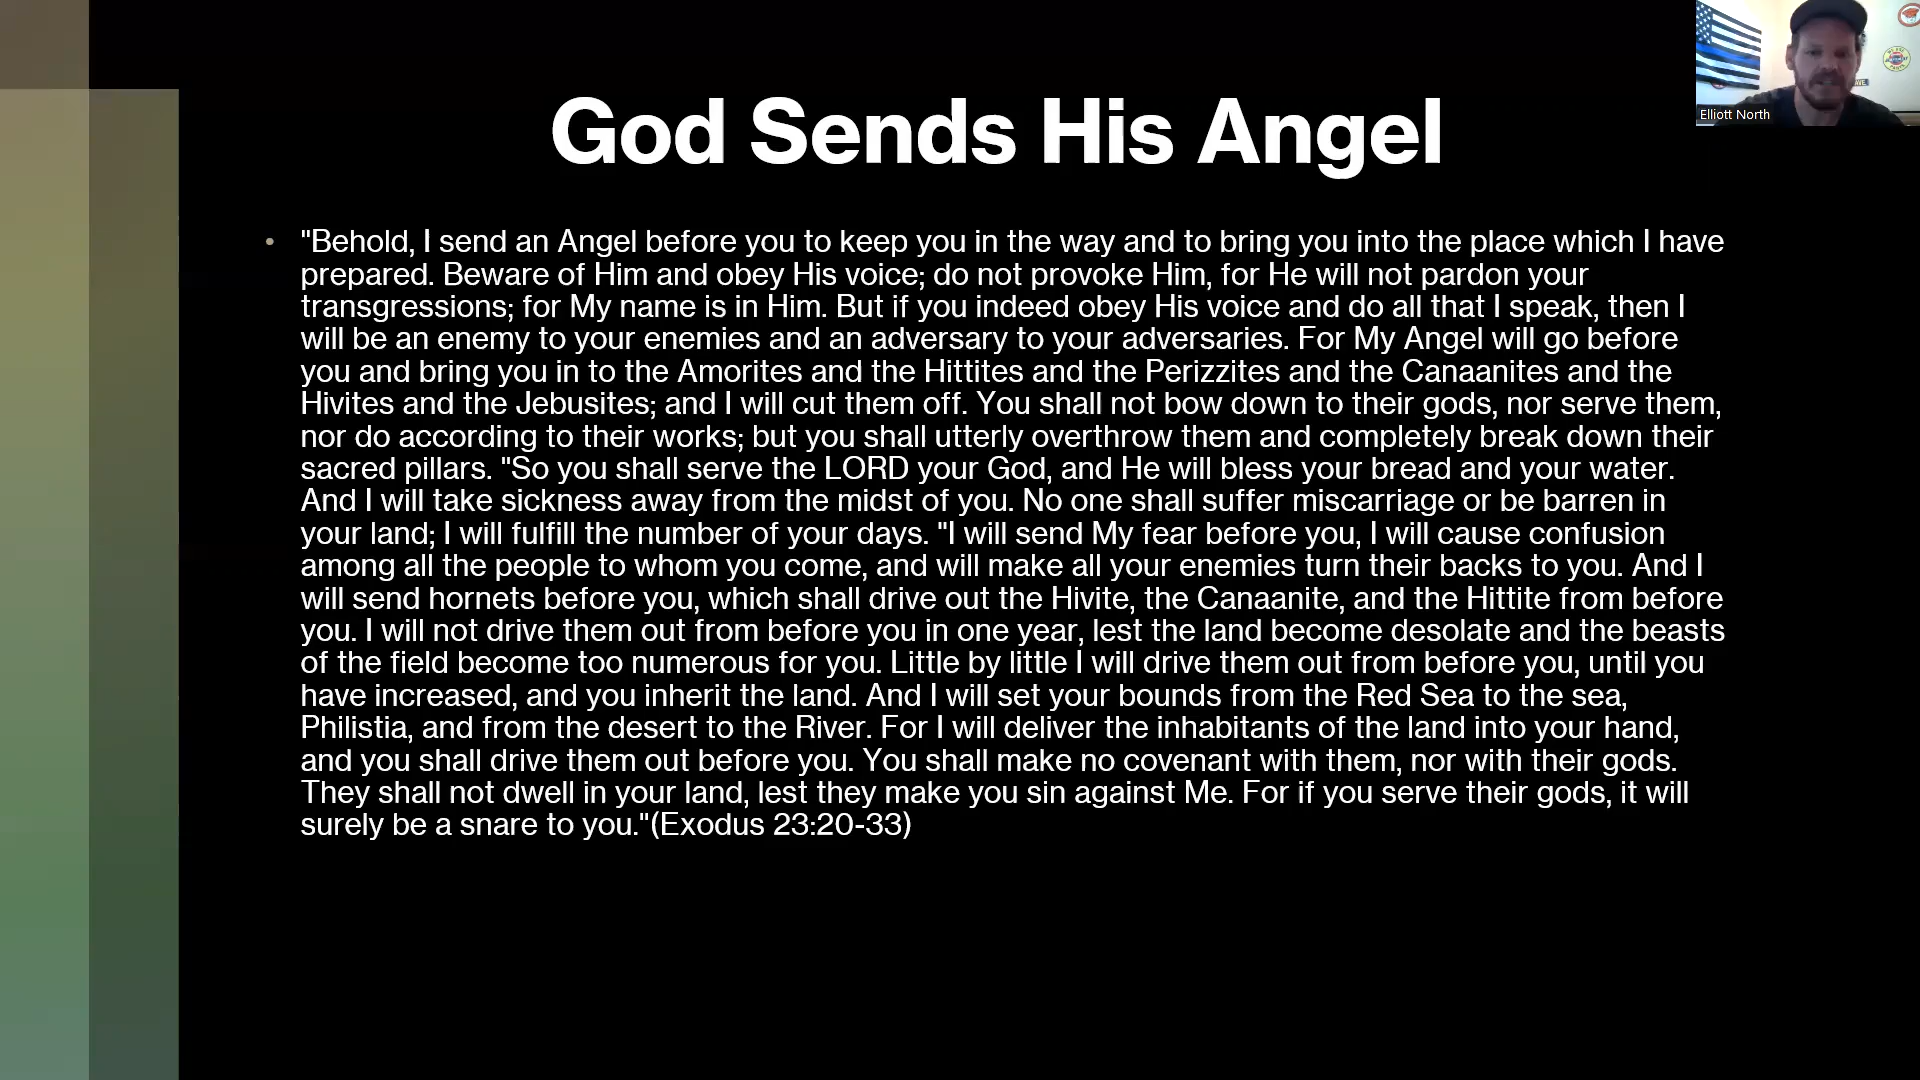 God Sends His Angel
Elliott North
• "Behold, I send an Angel before you to keep you in the way and to bring you into the place which I have
prepared. Beware of Him and obey His voice; do not provoke Him, for He will not pardon your
transgressions; for My name is in Him. But if you indeed obey His voice and do all that I speak, then I
will be an enemy to your enemies and an adversary to your adversaries. For My Angel will go before
you and bring you in to the Amorites and the Hittites and the Perizzites and the Canaanites and the
Hivites and the Jebusites; and I will cut them off. You shall not bow down to their gods, nor serve them,
nor do according to their works; but you shall utterly overthrow them and completely break down their
sacred pillars. "So you shall serve the LORD your God, and He will bless your bread and your water.
And I will take sickness away from the midst of you. No one shall suffer miscarriage or be barren in
your land; I will fulfill the number of your days. "I will send My fear before you, I will cause confusion
among all the people to whom you come, and will make all your enemies turn their backs to you. And I
will send hornets before you, which shall drive out the Hivite, the Canaanite, and the Hittite from before
you. I will not drive them out from before you in one year, lest the land become desolate and the beasts
of the field become too numerous for you. Little by little I will drive them out from before you, until you
have increased, and you inherit the land. And I will set your bounds from the Red Sea to the sea,
Philistia, and from the desert to the River. For I will deliver the inhabitants of the land into your hand,
and you shall drive them out before you. You shall make no covenant with them, nor with their gods.
They shall not dwell in your land, lest they make you sin against Me. For if you serve their gods, it will
surely be a snare to you."(Exodus 23:20-33)